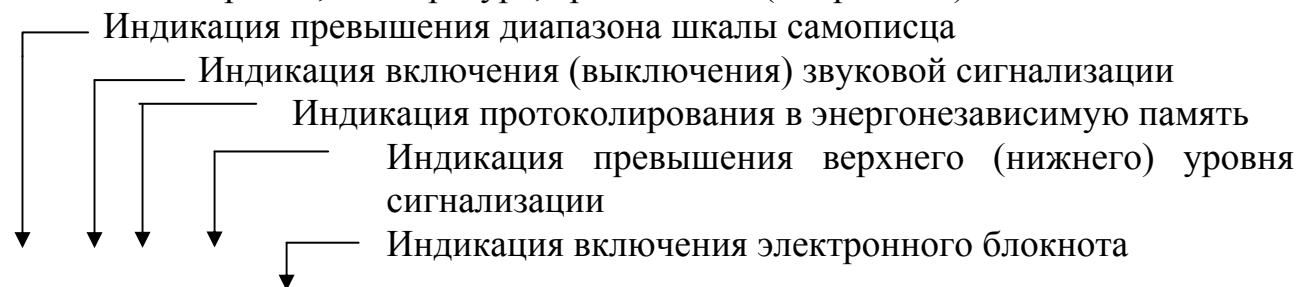 Индикация превышения диапазона шкалы самописца
Индикация включения (выключения) звуковой сигнализации
Индикация протоколирования в энергонезависимую память
Индикация превышения верхнего (нижнего) уровня
сигнализации
Индикация включения электронного блокнота